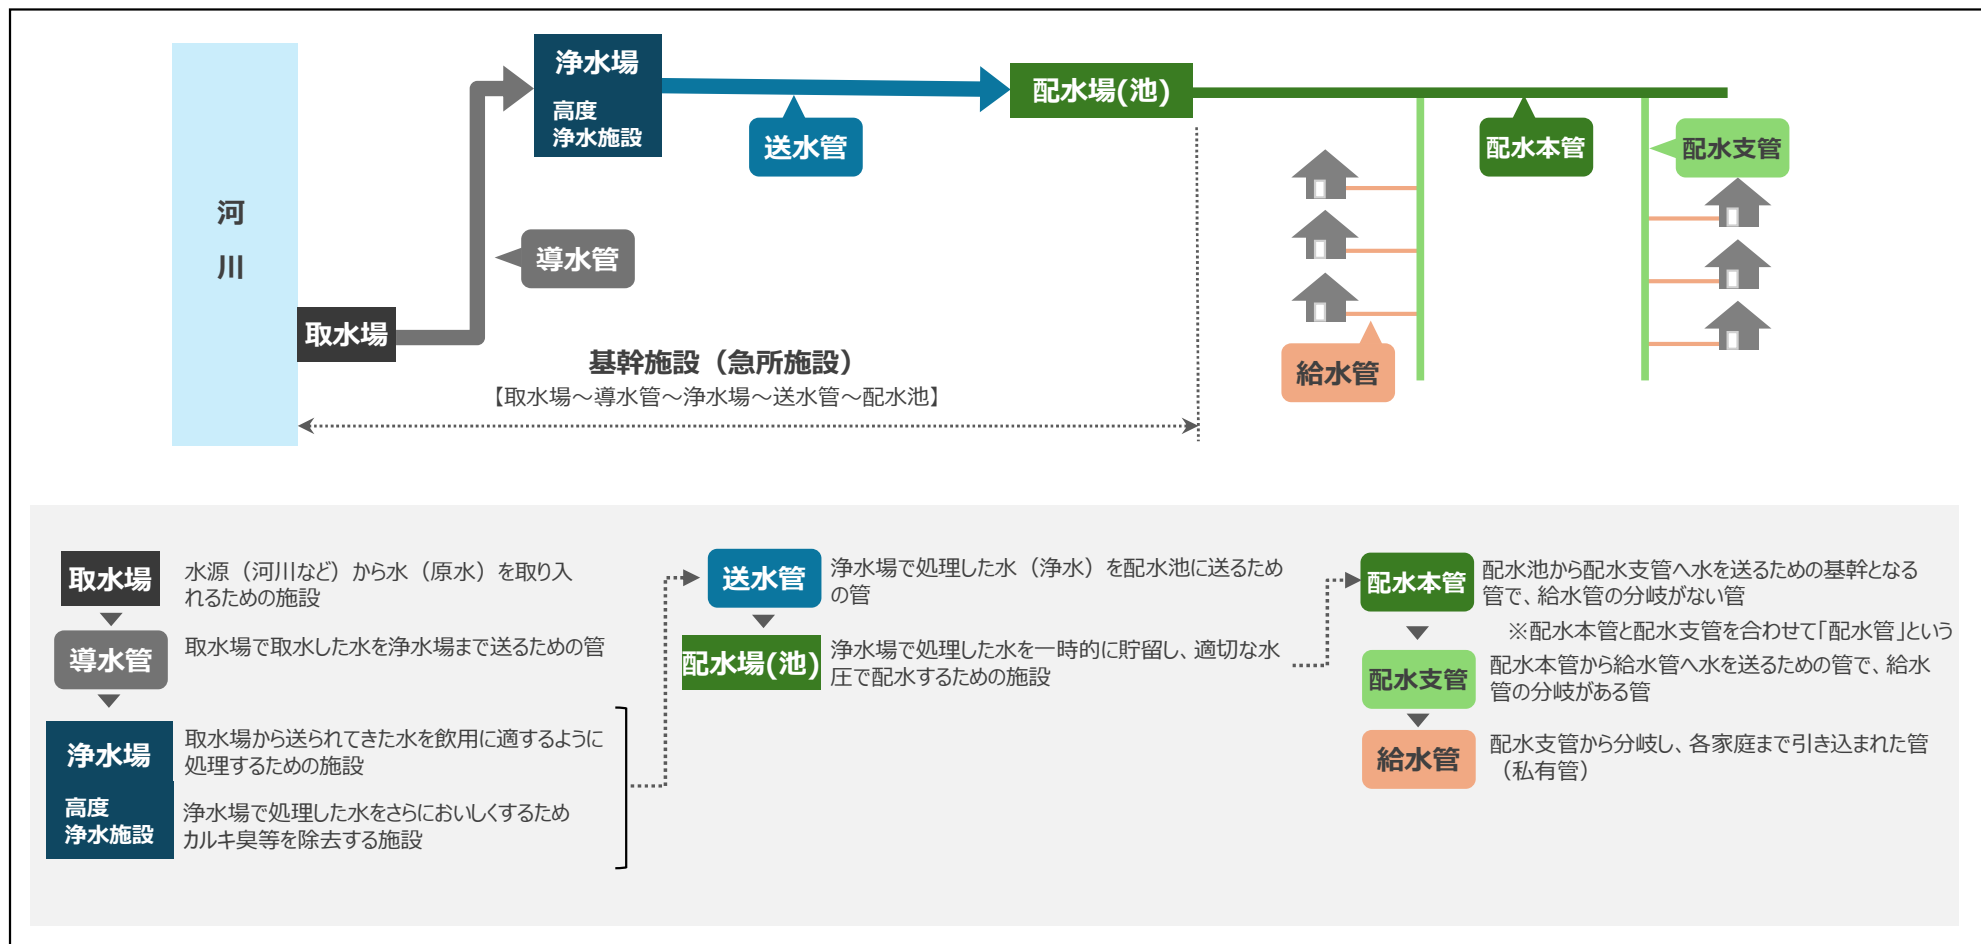 河
川
取水場
導水管
浄水場
高度
浄水施設
送水管
配水場(池)
配水本管
配水支管
給水管
基幹施設（急所施設）
【取水場～導水管～浄水場～送水管～配水池】
取水場
水源（河川など）から水（原水）を取り入
れるための施設
導水管
取水場で取水した水を浄水場まで送るための管
浄水場
取水場から送られてきた水を飲用に適するように
処理するための施設
高度
浄水施設
浄水場で処理した水をさらにおいしくするため
カルキ臭等を除去する施設
送水管
浄水場で処理した水（浄水）を配水池に送るため
の管
配水場(池)
浄水場で処理した水を一時的に貯留し、適切な水
圧で配水するための施設
配水本管
配水池から配水支管へ水を送るための基幹となる
管で、給水管の分岐がない管
※配水本管と配水支管を合わせて「配水管」という
配水支管
配水本管から給水管へ水を送るための管で、給水
管の分岐がある管
給水管
配水支管から分岐し、各家庭まで引き込まれた管
（私有管）